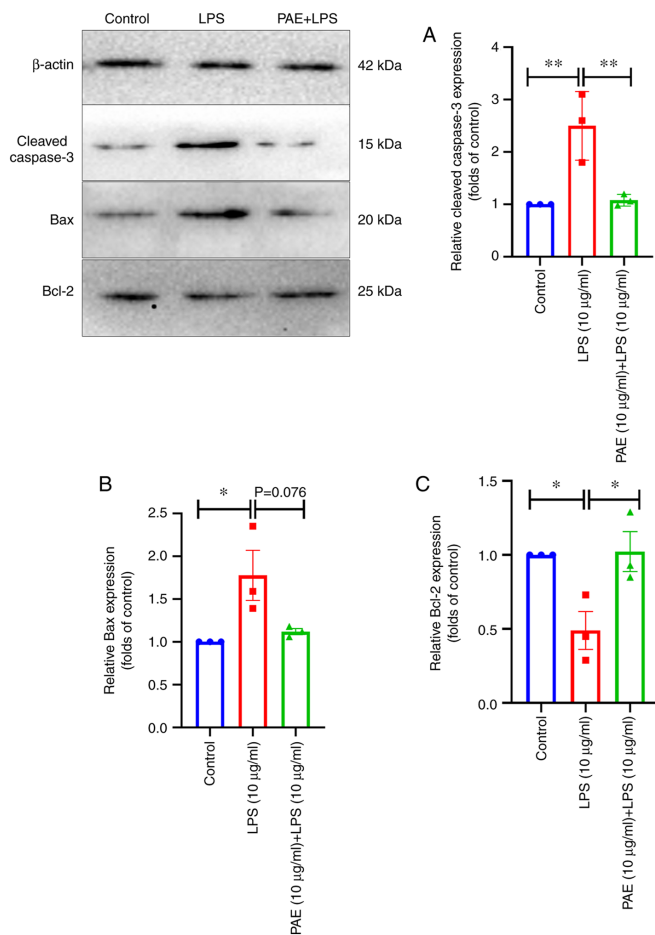 Control LPS PAE+LPS
β-actin 42 kDa
Cleaved
caspase-3 15 kDa
Bax 20 kDa
Bcl-2 25 kDa
A
Relative cleaved caspase-3 expression
(folds of control)
4
3
2
1
0
** **
Control
LPS (10 µg/ml)
PAE (10 µg/ml)+LPS (10 µg/ml)
B
Relative Bax expression
(folds of control)
2.5
2.0
1.5
1.0
0.5
0.0
* P=0.076
Control
LPS (10 µg/ml)
PAE (10 µg/ml)+LPS (10 µg/ml)
C
Relative Bcl-2 expression
(folds of control)
1.5
1.0
0.5
0.0
* *
Control
LPS (10 µg/ml)
PAE (10 µg/ml)+LPS (10 µg/ml)